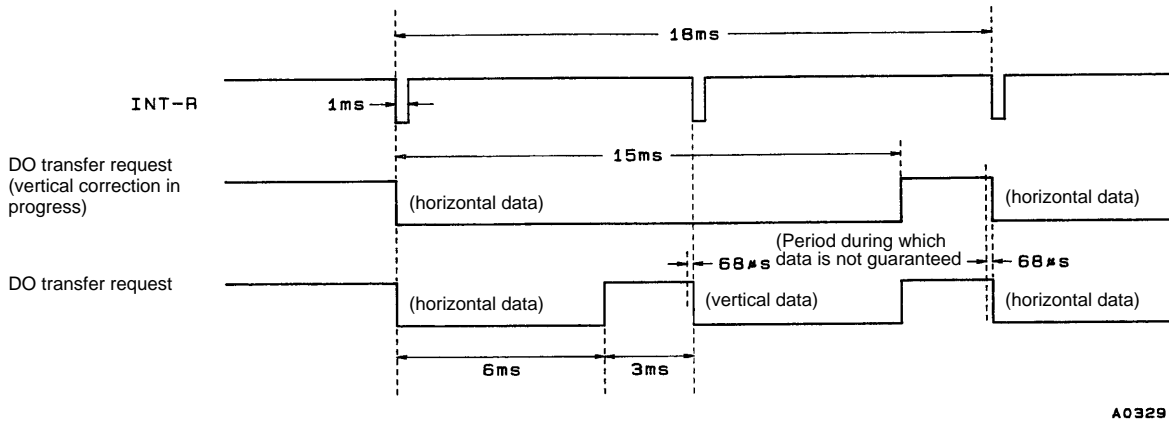 18ms
INT-R
1ms
15ms
DO transfer request
(vertical correction in
progress)
(horizontal data)
(horizontal data)
(Period during which
data is not guaranteed
68μs
68μs
DO transfer request
(horizontal data)
(vertical data)
(horizontal data)
6ms
3ms
A0329